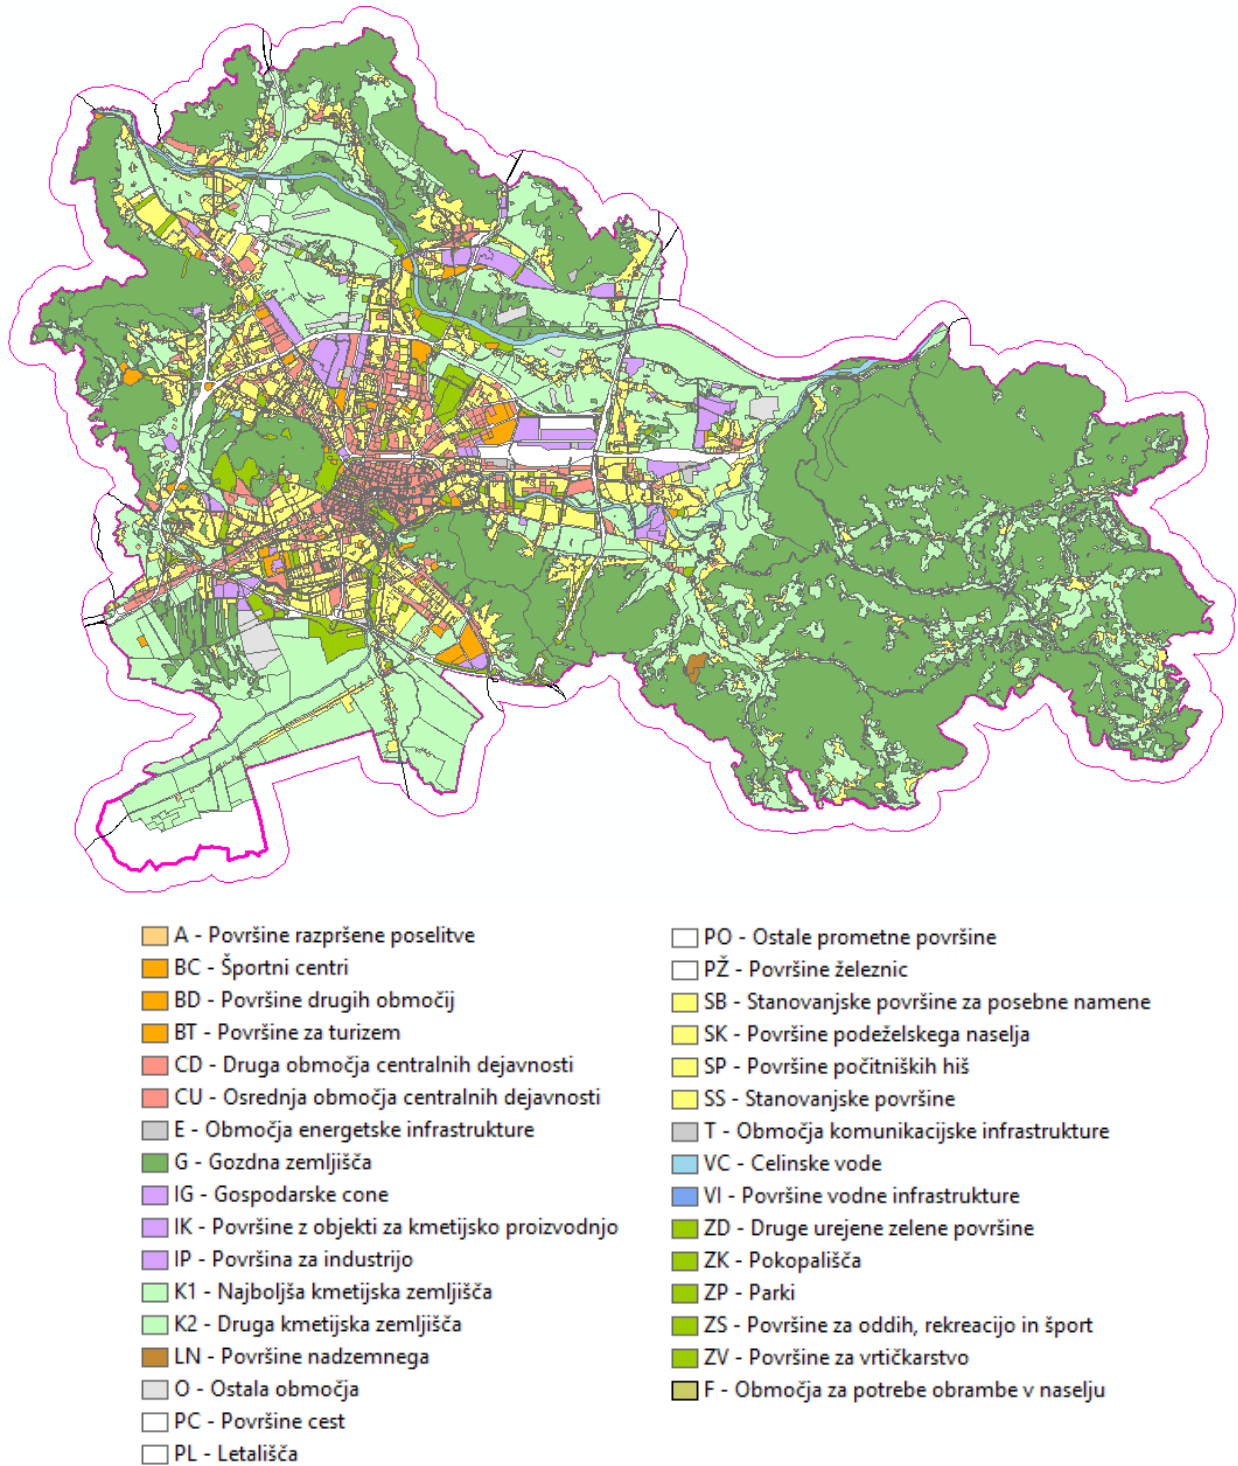 A - Površine razpršene poselitve
BC - Športni centri
BD - Površine drugih območij
BT - Površine za turizem
CD - Druga območja centralnih dejavnosti
CU - Osrednja območja centralnih dejavnosti
E - Območja energetske infrastrukture
G - Gozdna zemljišča
IG - Gospodarske cone
IK - Površine z objekti za kmetijsko proizvodnjo
IP - Površina za industrijo
K1 - Najboljša kmetijska zemljišča
K2 - Druga kmetijska zemljišča
LN - Površine nadzemnega
O - Ostala območja
PC - Površine cest
PL - Letališča
PO - Ostale prometne površine
PŽ - Površine železnic
SB - Stanovanjske površine za posebne namene
SK - Površine podeželskega naselja
SP - Površine počitniških hiš
SS - Stanovanjske površine
T - Območja komunikacijske infrastrukture
VC - Celinske vode
VI - Površine vodne infrastrukture
ZD - Druge urejene zelene površine
ZK - Pokopališča
ZP - Parki
ZS - Površine za oddih, rekreacijo in šport
ZV - Površine za vrtičkarstvo
F - Območja za potrebe obrambe v naselju